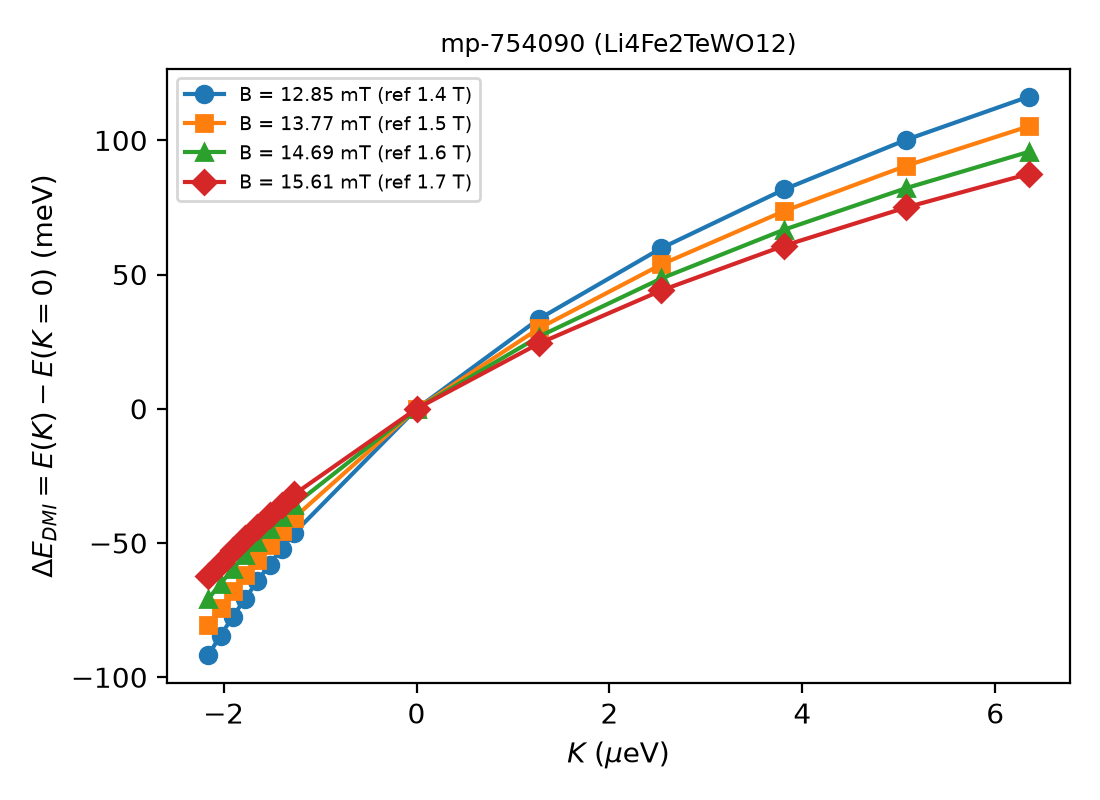 mp-754090 (Li4Fe2TeWO12)
B = 12.85 mT (ref 1.4 T)
B = 13.77 mT (ref 1.5 T)
B = 14.69 mT (ref 1.6 T)
B = 15.61 mT (ref 1.7 T)
ΔE_{DMI} = E(K) − E(K = 0) (meV)
100
50
0
−50
−100
−2
0
2
4
6
K (μeV)